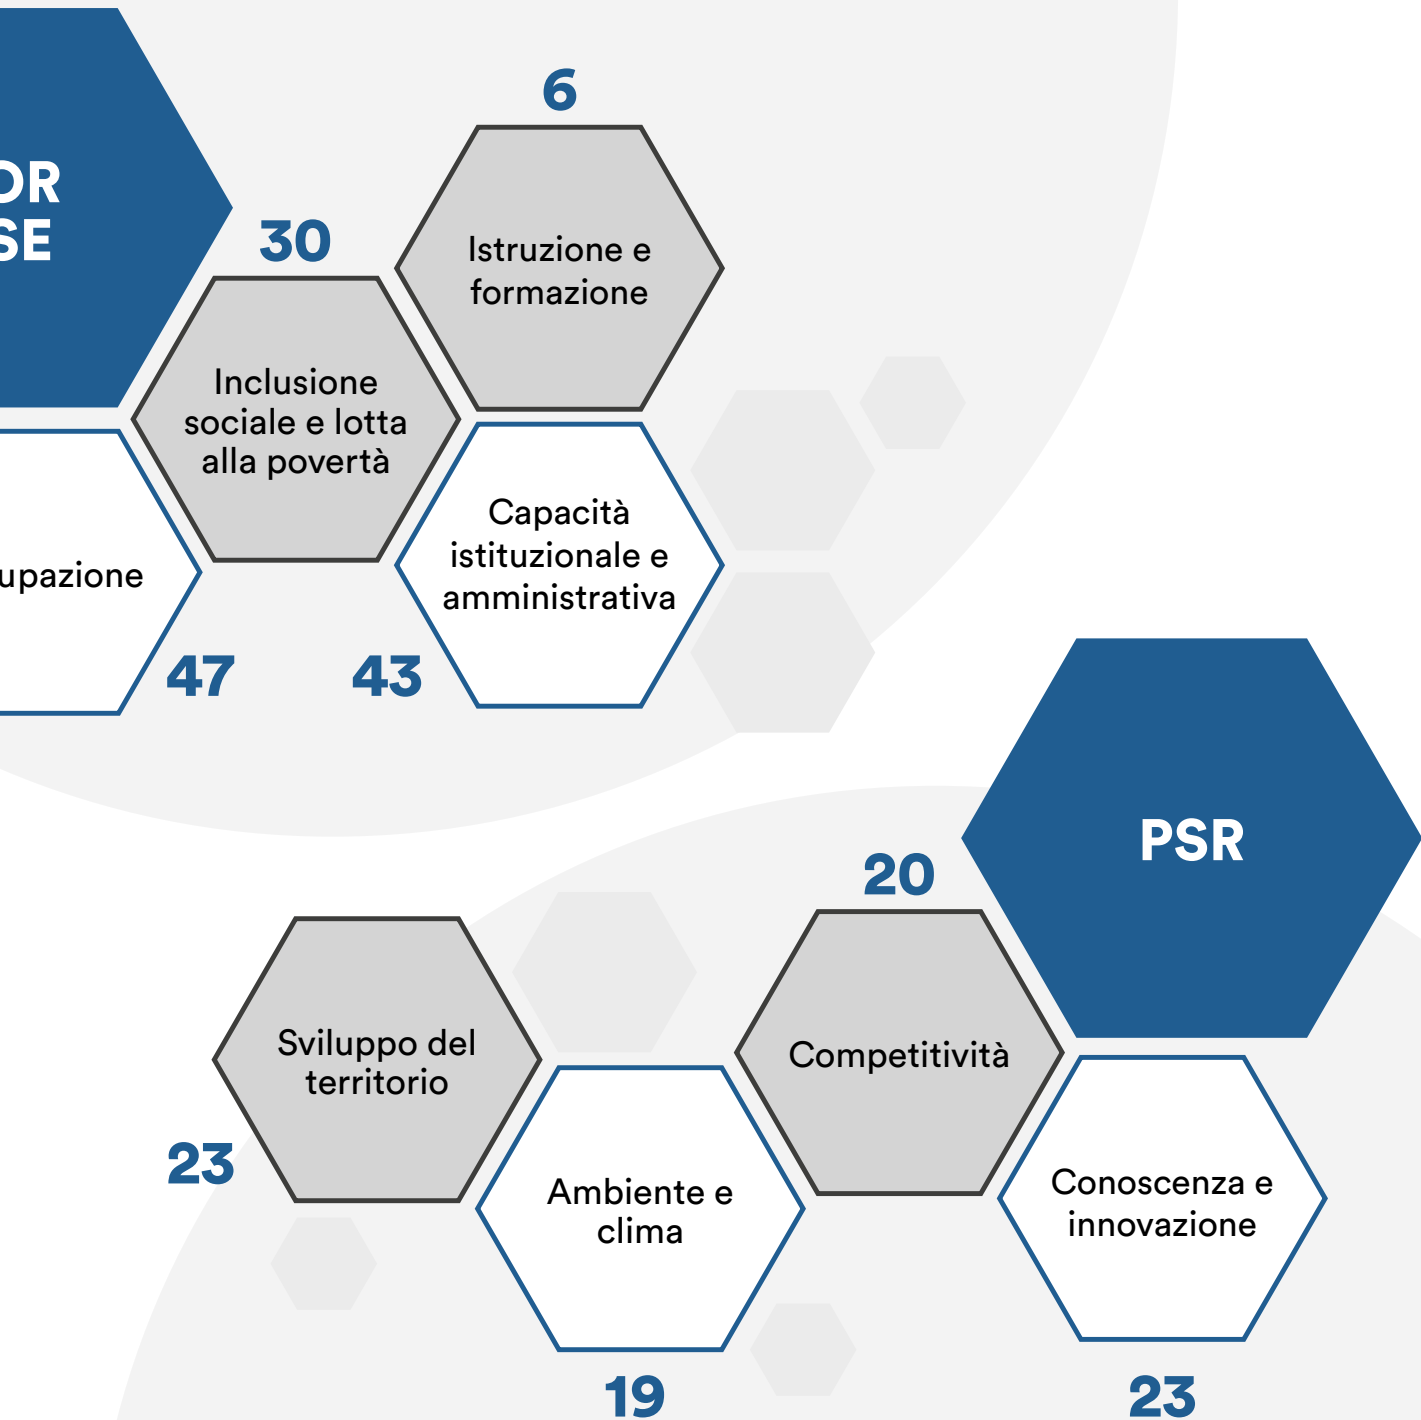 OR
SE
6
Istruzione e
formazione
30
Inclusione
sociale e lotta
alla povertà
Capacità
istituzionale e
amministrativa
upazione
47
43
PSR
20
Competitività
Sviluppo del
territorio
23
Ambiente e
clima
19
Conoscenza e
innovazione
23